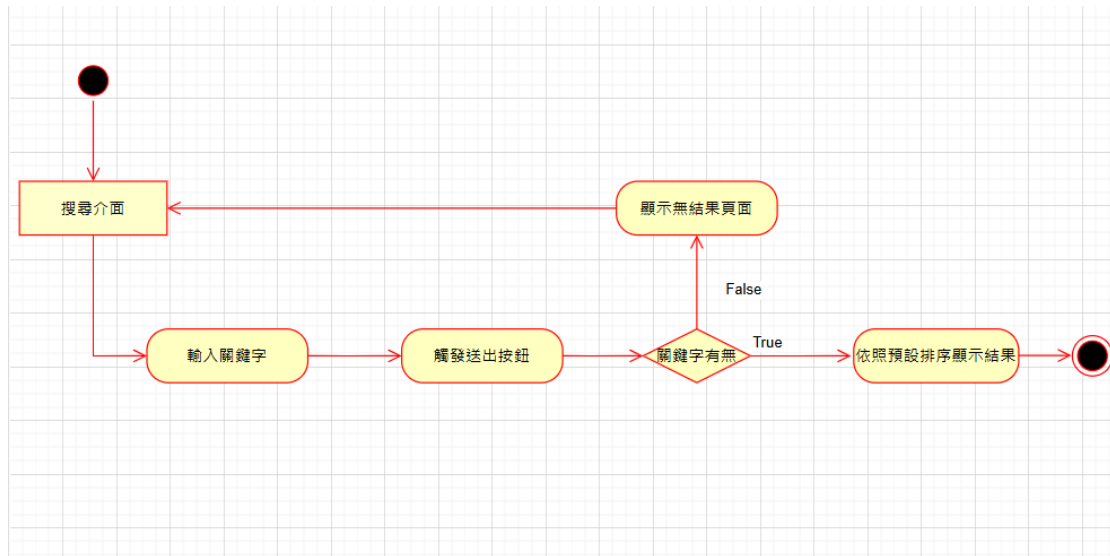 搜尋介面
顯示無結果頁面
False
輸入關鍵字
觸發送出按鈕
關鍵字有無
True
依照預設排序顯示結果